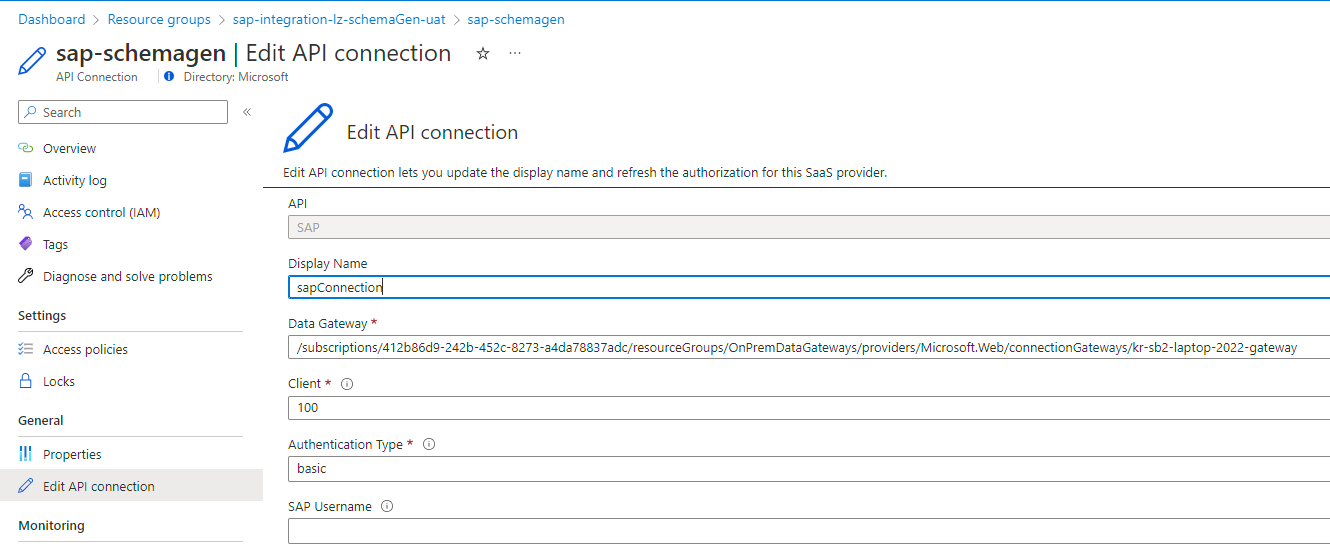 Dashboard > Resource groups > sap-integration-lz-schemaGen-uat > sap-schemagen
sap-schemagen | Edit API connection
API Connection
Directory: Microsoft
Search
Overview
Activity log
Access control (IAM)
Tags
Diagnose and solve problems
Settings
Access policies
Locks
General
Properties
Edit API connection
Monitoring
Edit API connection
Edit API connection lets you update the display name and refresh the authorization for this SaaS provider.
API
SAP
Display Name
sapConnection
Data Gateway *
/subscriptions/412b86d9-242b-452c-8273-a4da78837adc/resourceGroups/OnPremDataGateways/providers/Microsoft.Web/connectionGateways/kr-sb2-laptop-2022-gateway
Client *
100
Authentication Type *
basic
SAP Username